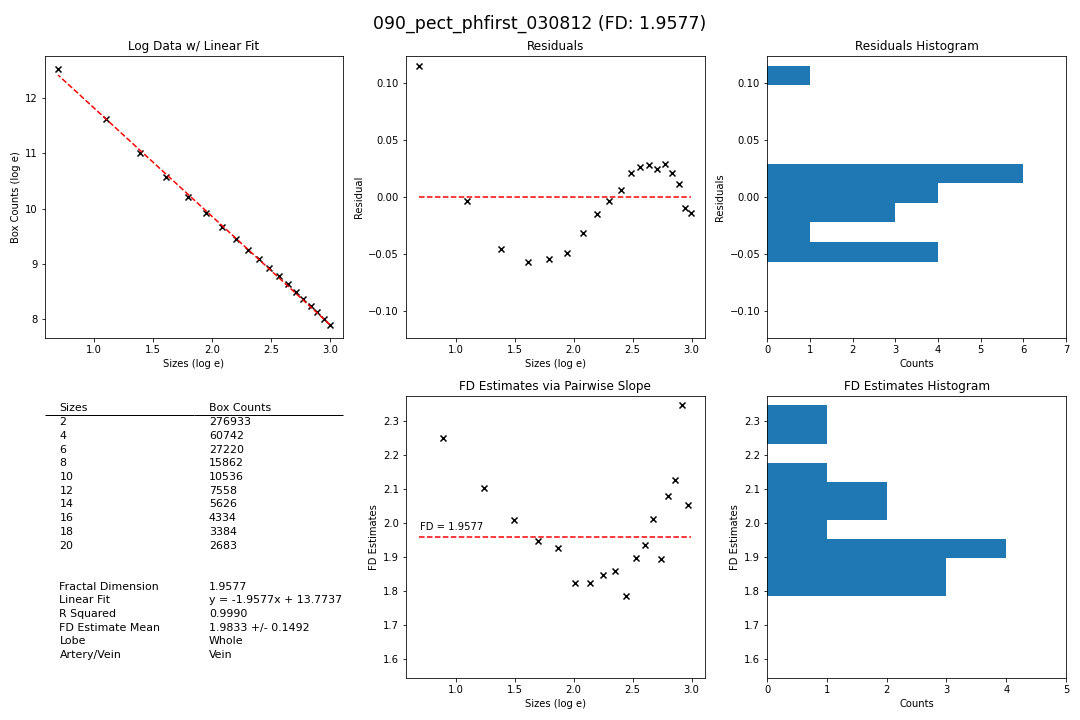 090_pect_phfirst_030812 (FD: 1.9577)
Log Data w/ Linear Fit
Box Counts (log e)
12
11
10
9
8
1.0
1.5
2.0
2.5
3.0
Sizes (log e)
Residuals
Residual
0.10
0.05
0.00
−0.05
−0.10
1.0
1.5
2.0
2.5
3.0
Sizes (log e)
Residuals Histogram
Residuals
0.10
0.05
0.00
−0.05
−0.10
0
1
2
3
4
5
6
7
Counts
Sizes Box Counts
2 276933
4 60742
6 27220
8 15862
10 10536
12 7558
14 5626
16 4334
18 3384
20 2683
Fractal Dimension 1.9577
Linear Fit y = -1.9577x + 13.7737
R Squared 0.9990
FD Estimate Mean 1.9833 +/- 0.1492
Lobe Whole
Artery/Vein Vein
FD Estimates via Pairwise Slope
FD Estimates
2.3
2.2
2.1
2.0
1.9
1.8
1.7
1.6
FD = 1.9577
1.0
1.5
2.0
2.5
3.0
Sizes (log e)
FD Estimates Histogram
FD Estimates
2.3
2.2
2.1
2.0
1.9
1.8
1.7
1.6
0
1
2
3
4
5
Counts